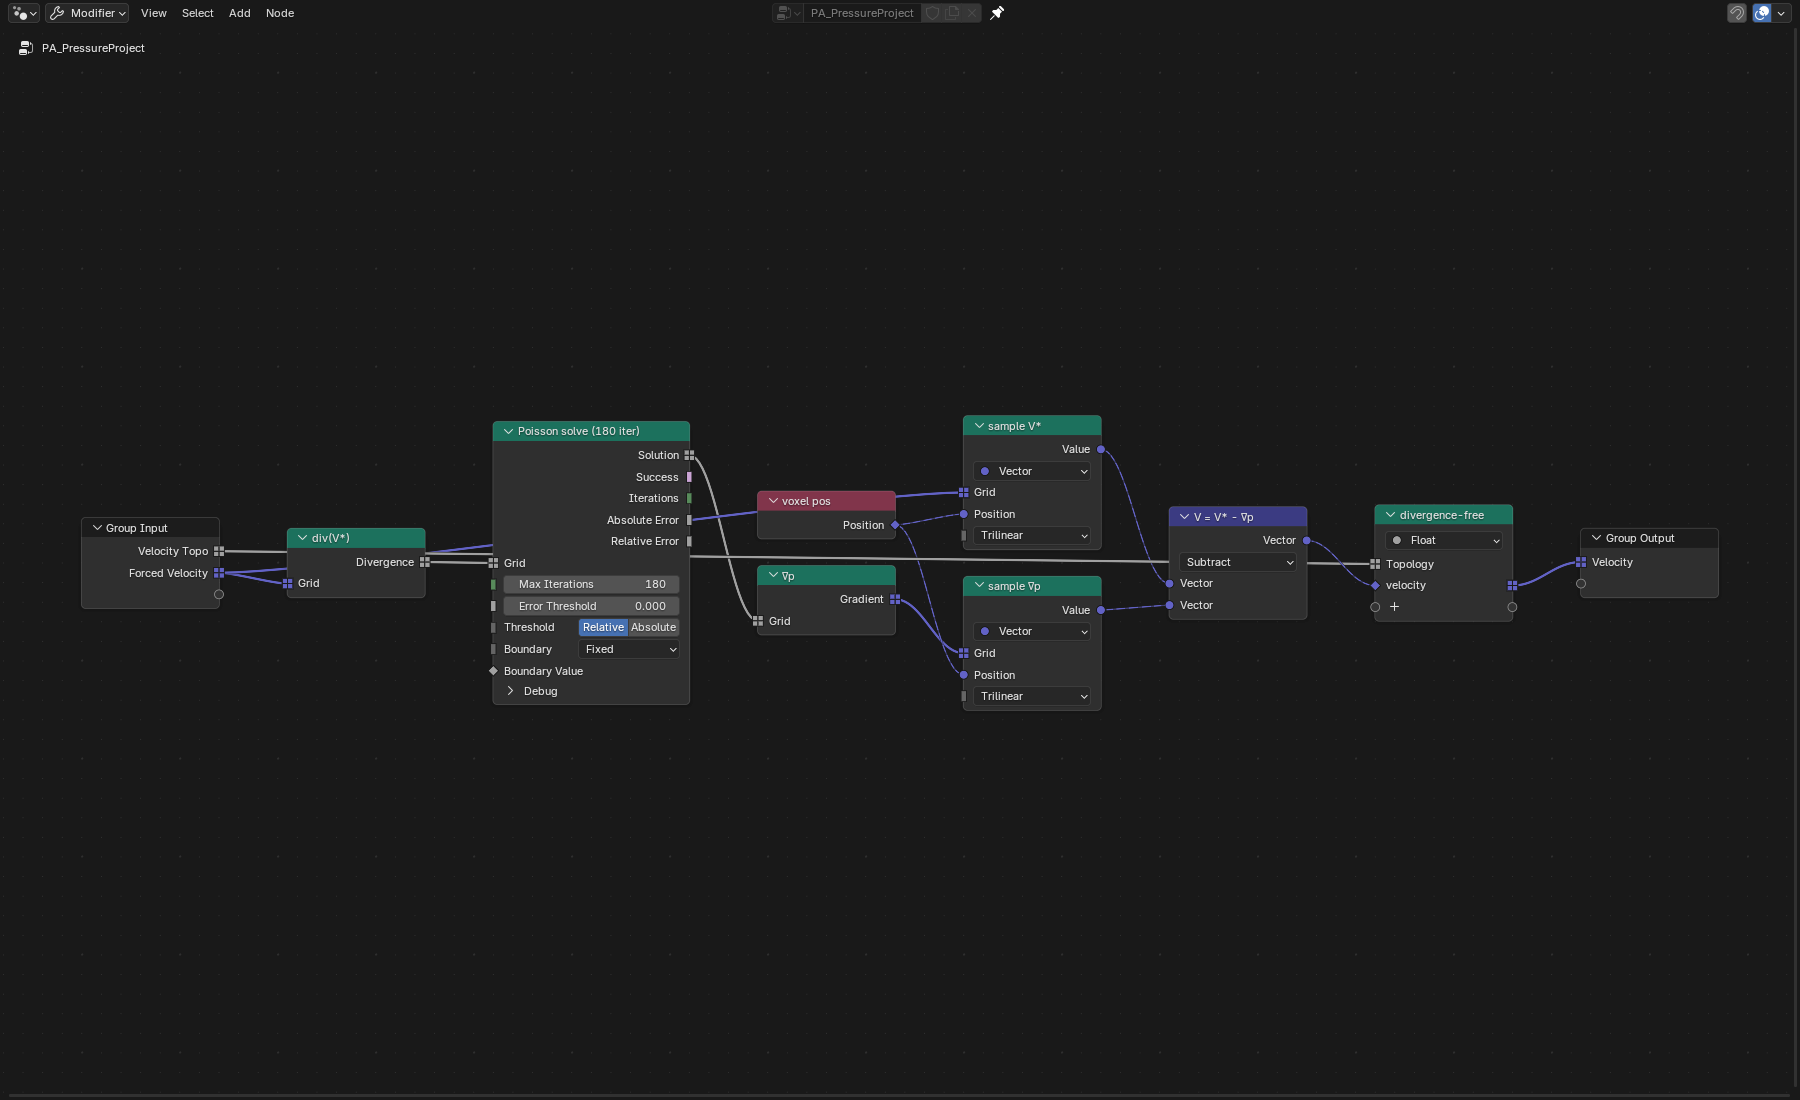 Modifier View Select Add Node PA_PressureProject
PA_PressureProject
Group Input
Velocity Topo
Forced Velocity
div(V*)
Divergence
Grid
Poisson solve (180 iter)
Solution
Success
Iterations
Absolute Error
Relative Error
Grid
Max Iterations 180
Error Threshold 0.000
Threshold Relative Absolute
Boundary Fixed
Boundary Value
Debug
voxel pos
Position
∇p
Gradient
Grid
sample V*
Value
Vector
Grid
Position
Trilinear
sample ∇p
Value
Vector
Grid
Position
Trilinear
V = V* - ∇p
Vector
Subtract
Vector
Vector
divergence-free
Float
Topology
velocity
Group Output
Velocity